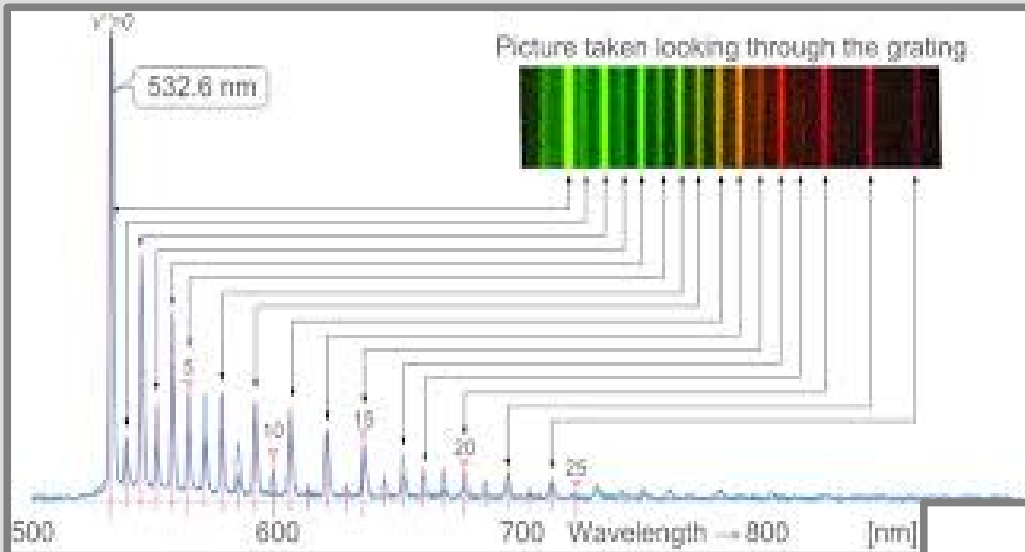 v"=0
Picture taken looking through the grating
532.6 nm
5
10
15
20
25
500 600 700 Wavelength → 800 [nm]